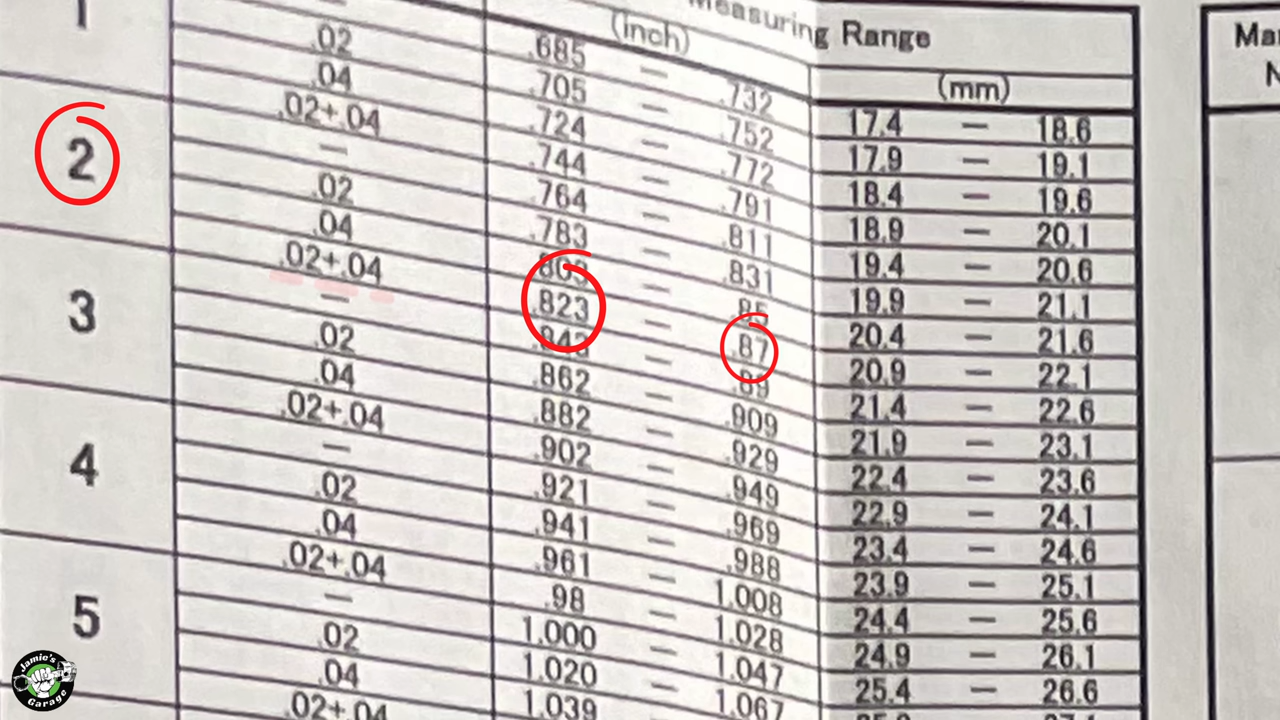 Measuring Range
(inch) (mm)
Ma
N
1 — .685 — .732 17.4 — 18.6
.02 .705 — .752 17.9 — 19.1
.04 .724 — .772 18.4 — 19.6
.02+.04 .744 — .791 18.9 — 20.1
2 — .764 — .811 19.4 — 20.6
.02 .783 — .831 19.9 — 21.1
.04 .803 — .85 20.4 — 21.6
.02+.04 .823 — .87 20.9 — 22.1
3 — .843 — .89 21.4 — 22.6
.02 .862 — .909 21.9 — 23.1
.04 .882 — .929 22.4 — 23.6
.02+.04 .902 — .949 22.9 — 24.1
4 — .921 — .969 23.4 — 24.6
.02 .941 — .988 23.9 — 25.1
.04 .961 — 1.008 24.4 — 25.6
.02+.04 .98 — 1.028 24.9 — 26.1
5 — 1.000 — 1.047 25.4 — 26.6
.02 1.020 — 1.067
.04 1.039
.02+.04
Jamie's
Garage